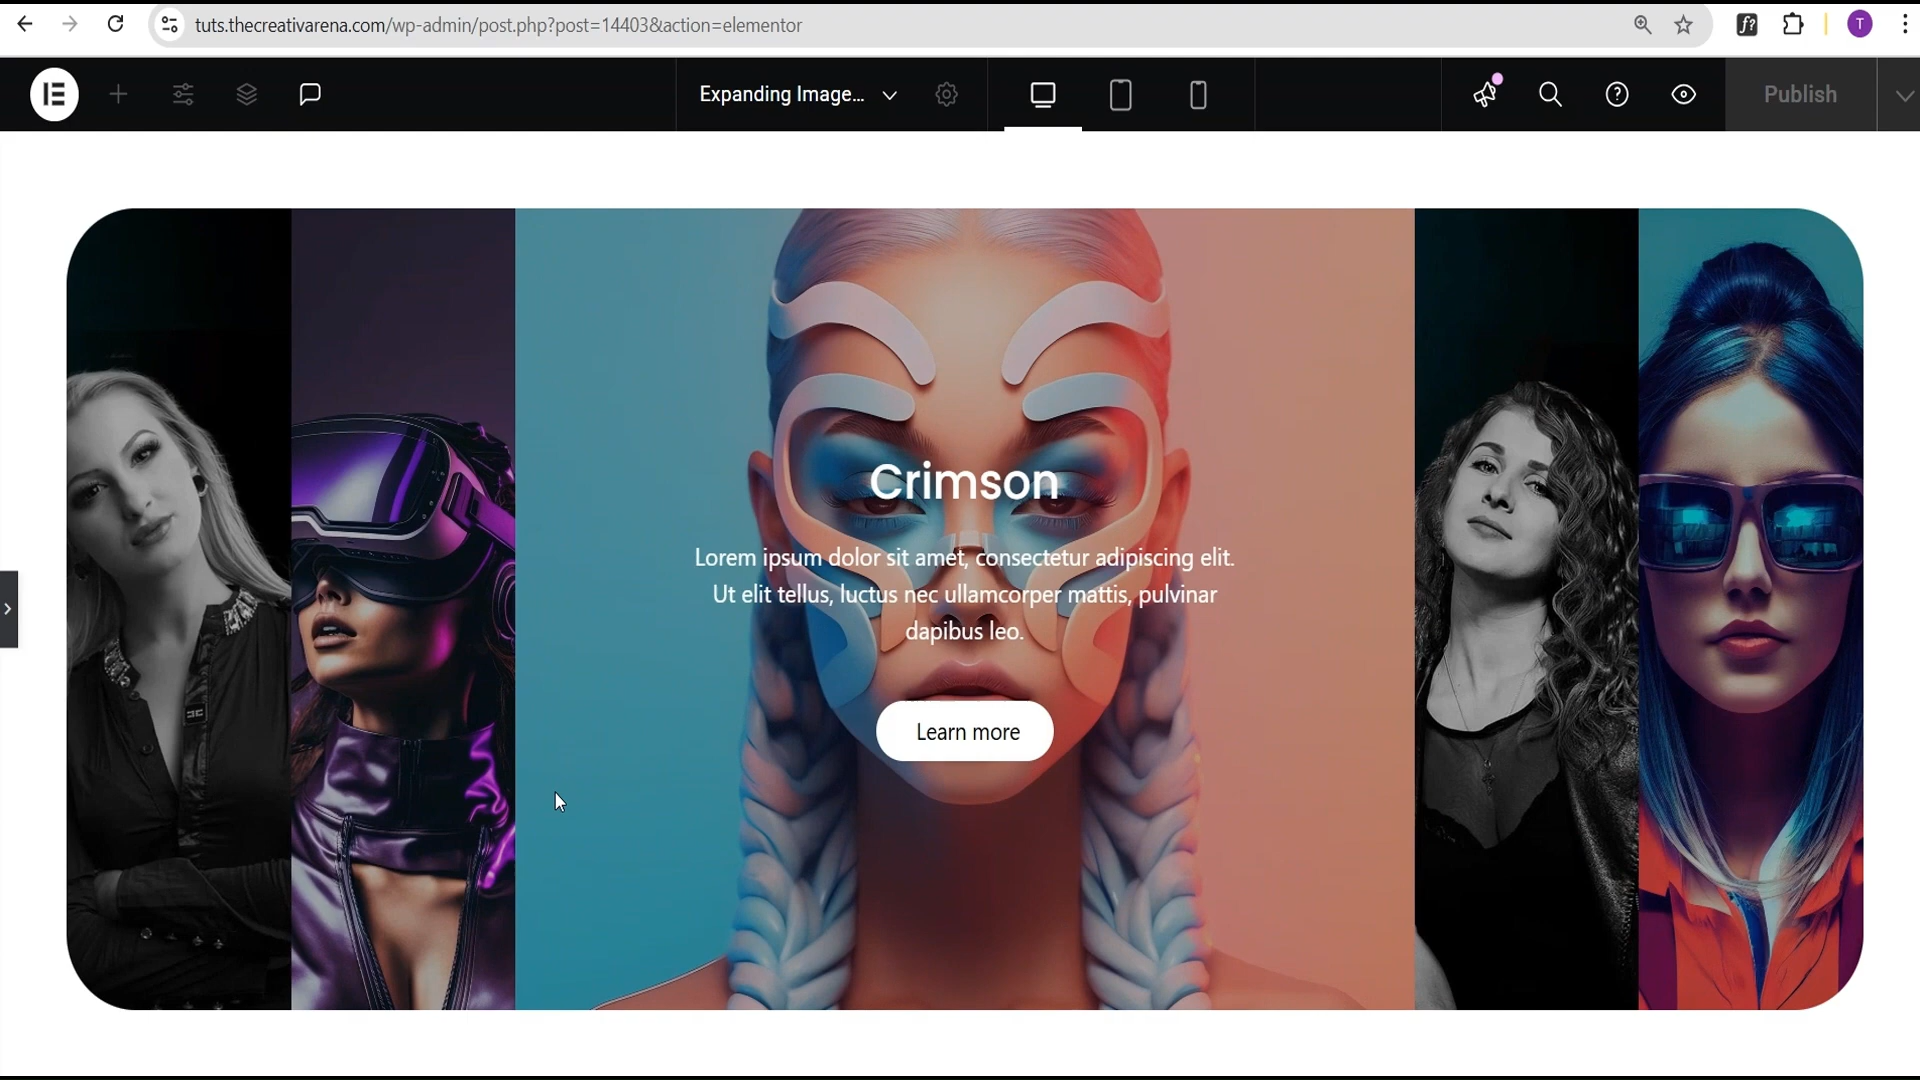 tuts.thecreativarena.com/wp-admin/post.php?post=14403&action=elementor
T
Expanding Image...
Publish
Crimson
Lorem ipsum dolor sit amet, consectetur adipiscing elit.
Ut elit tellus, luctus nec ullamcorper mattis, pulvinar
dapibus leo.
Learn more